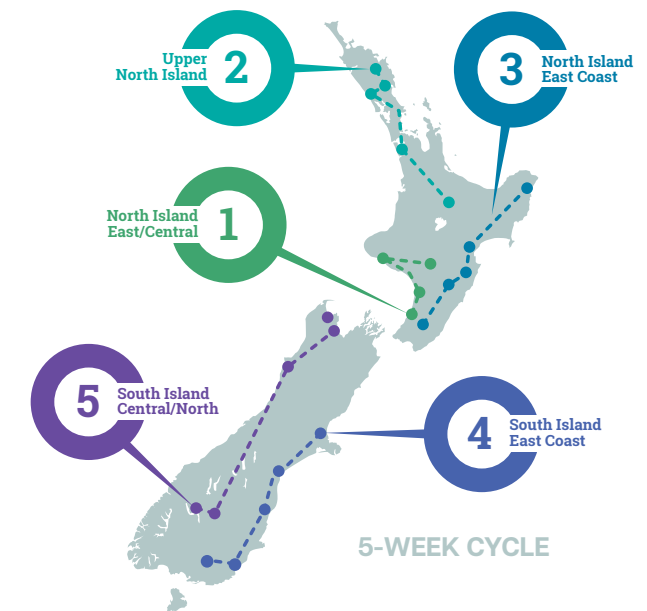 2
Upper
North Island
3
North Island
East Coast
1
North Island
East/Central
5
South Island
Central/North
4
South Island
East Coast
5-WEEK CYCLE